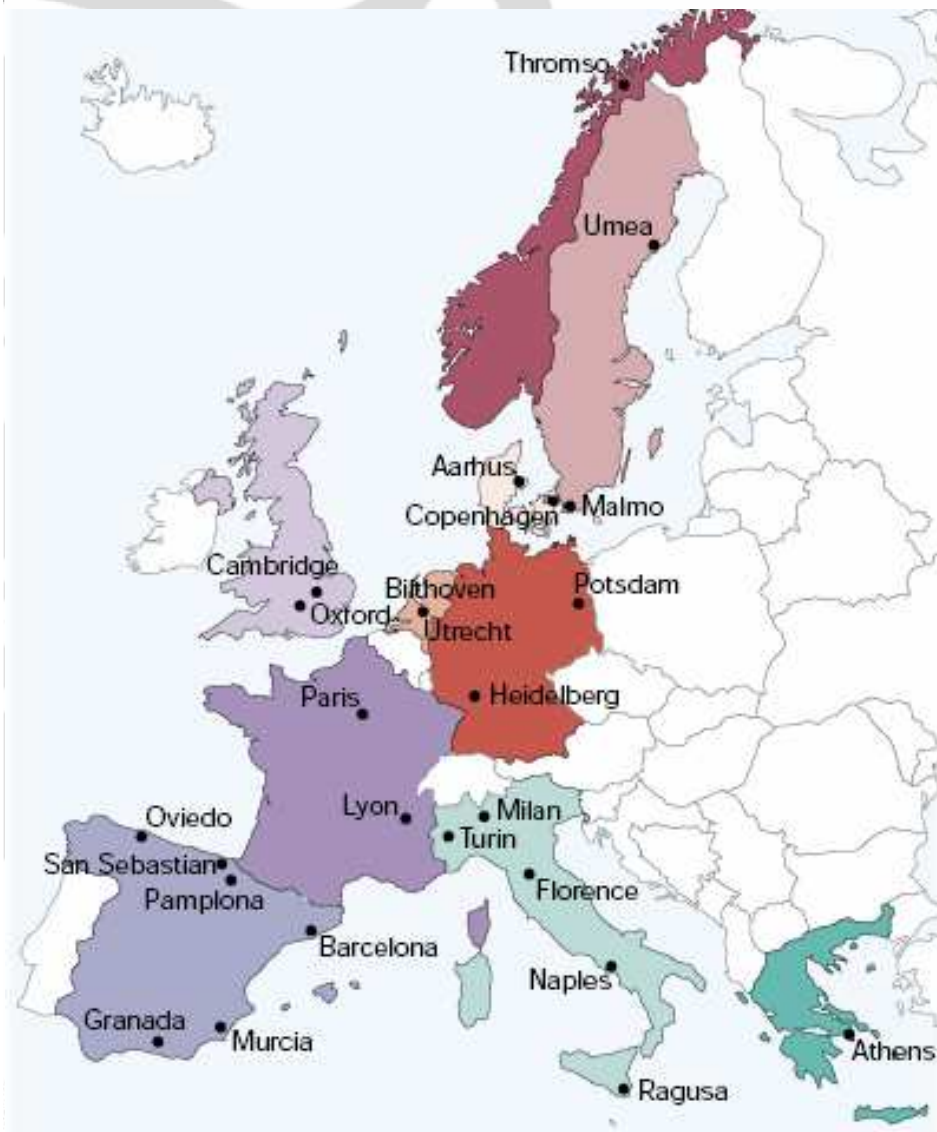 Thromso
Umea
Aarhus
Copenhagen
Malmo
Cambridge
Oxford
Bilthoven
Utrecht
Potsdam
Paris
Heidelberg
Lyon
Milan
Turin
Oviedo
San Sebastian
Pamplona
Florence
Barcelona
Naples
Granada
Murcia
Athens
Ragusa